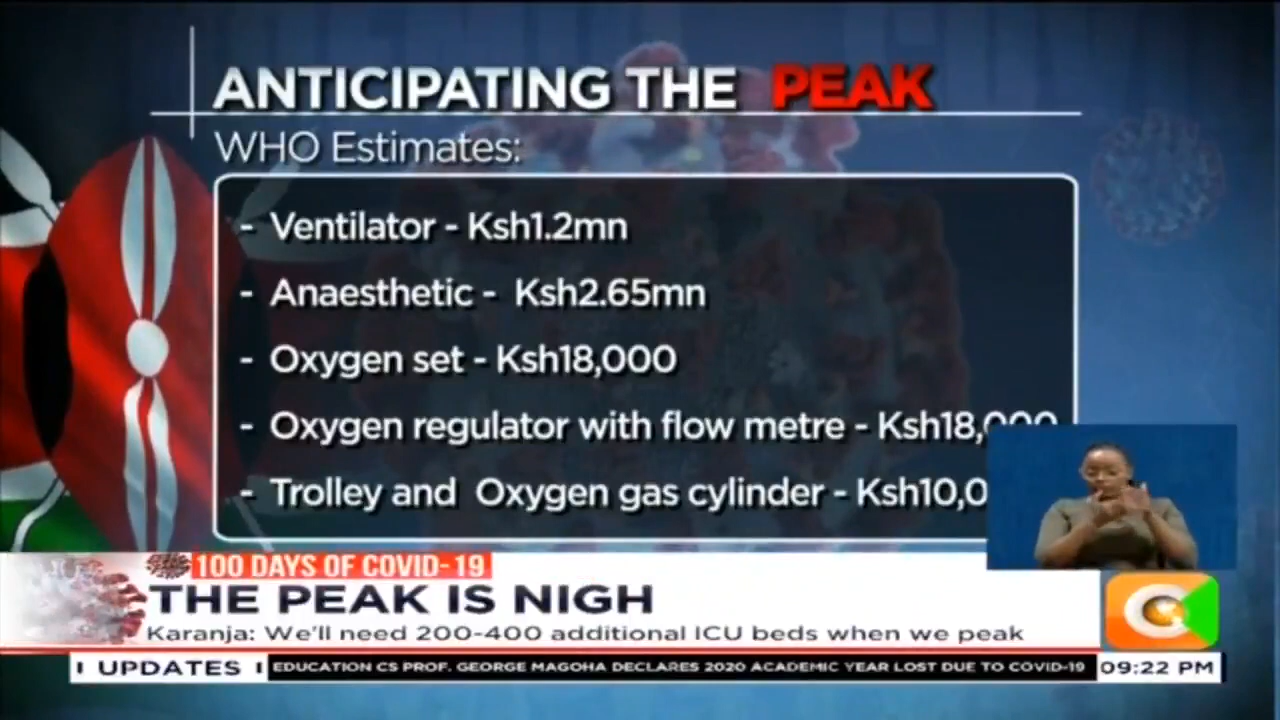 ANTICIPATING THE PEAK
WHO Estimates:
- Ventilator - Ksh1.2mn
- Anaesthetic - Ksh2.65mn
- Oxygen set - Ksh18,000
- Oxygen regulator with flow metre - Ksh18,000
- Trolley and Oxygen gas cylinder - Ksh10,0
100 DAYS OF COVID-19
THE PEAK IS NIGH
Karanja: We'll need 200-400 additional ICU beds when we peak
UPDATES
EDUCATION CS PROF. GEORGE MAGOHA DECLARES 2020 ACADEMIC YEAR LOST DUE TO COVID-19
09:22 PM